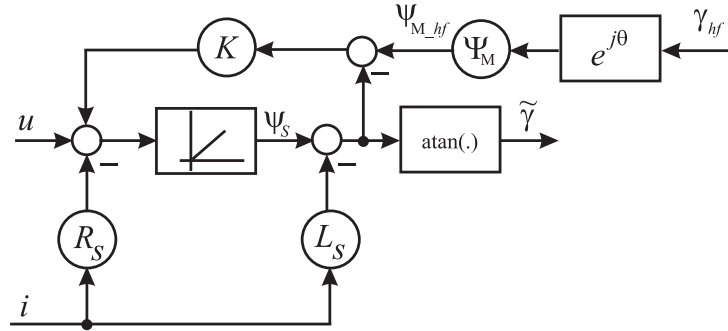 Ψ_M_hf
γ_hf
K
Ψ_M
e^jθ
u
Ψ_S
γ̃
atan(.)
R_S
L_S
i